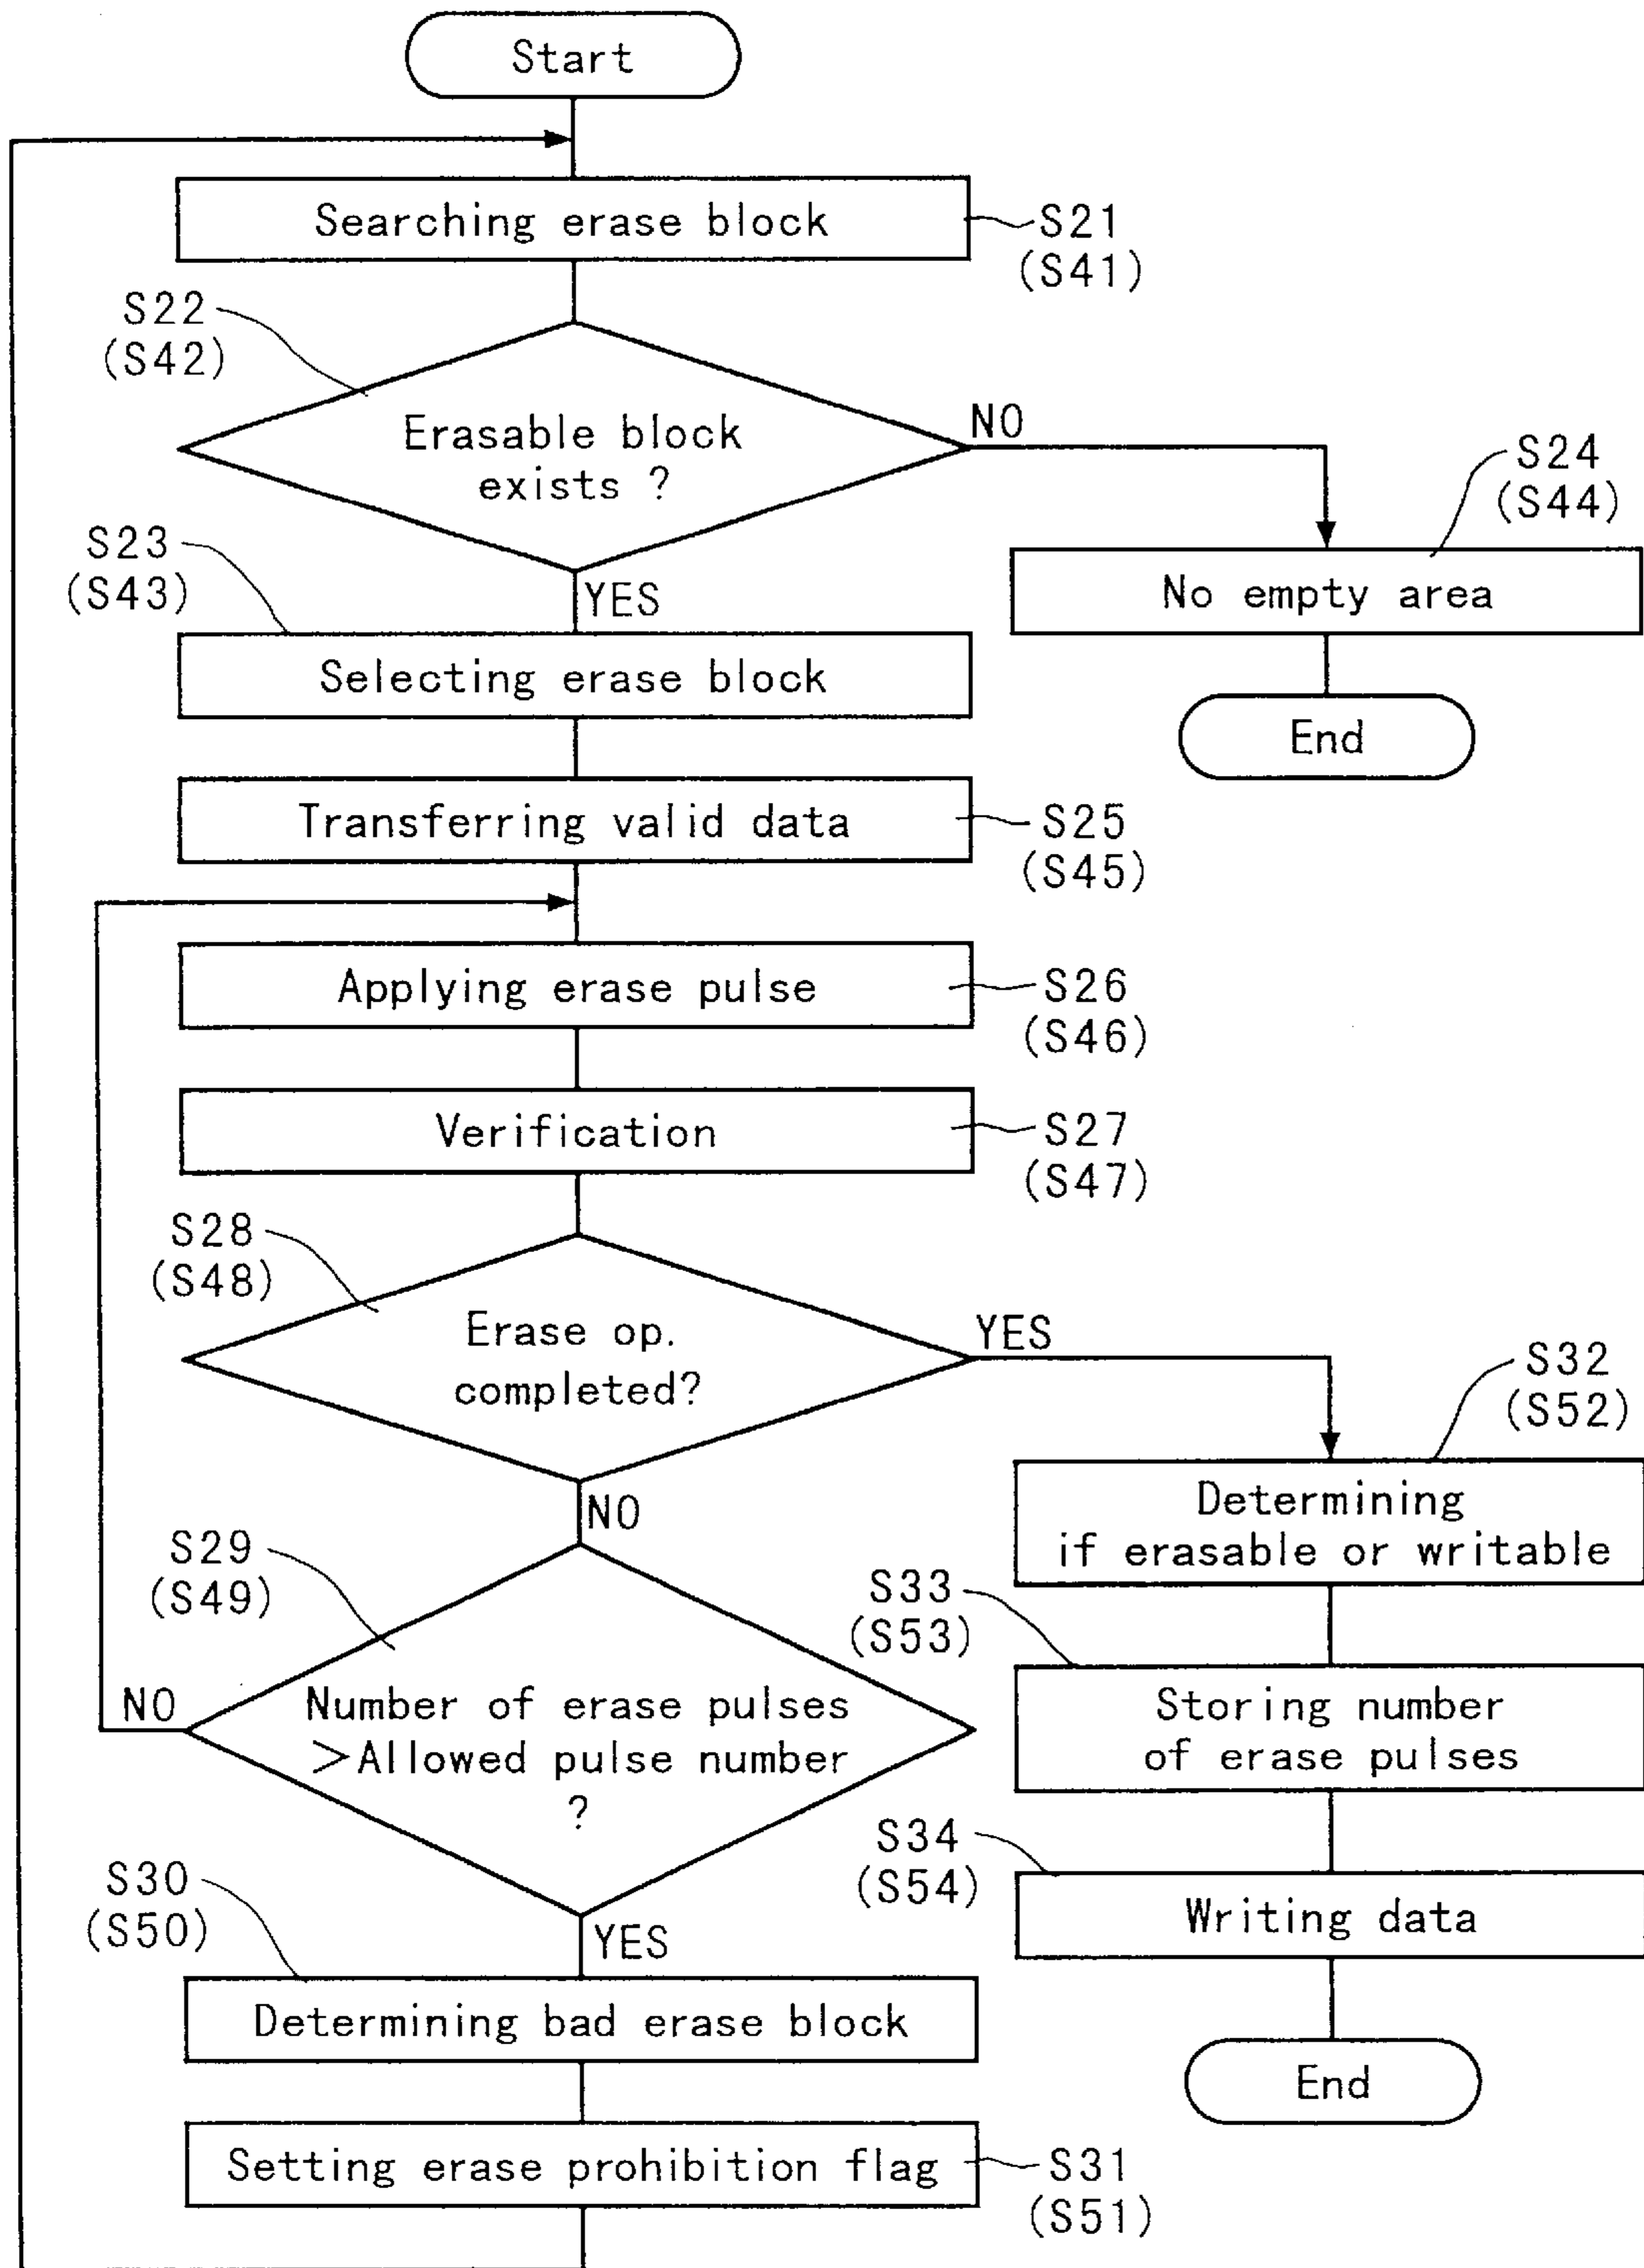 Start
Searching erase block
S21
(S41)
S22
(S42)
Erasable block
exists ?
NO
S24
(S44)
No empty area
End
YES
S23
(S43)
Selecting erase block
Transferring valid data
S25
(S45)
Applying erase pulse
S26
(S46)
Verification
S27
(S47)
S28
(S48)
Erase op.
completed?
YES
S32
(S52)
Determining
if erasable or writable
NO
S29
(S49)
S33
(S53)
NO
Number of erase pulses
>Allowed pulse number
?
Storing number
of erase pulses
S34
(S54)
Writing data
End
S30
(S50)
YES
Determining bad erase block
Setting erase prohibition flag
S31
(S51)